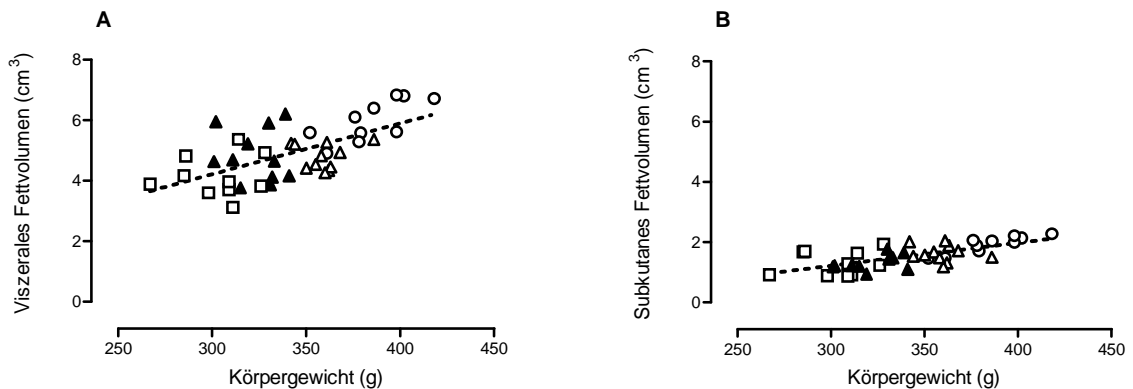 A
Viszerales Fettvolumen (cm³)
8
6
4
2
0
250 300 350 400 450
Körpergewicht (g)
B
Subkutanes Fettvolumen (cm³)
8
6
4
2
0
250 300 350 400 450
Körpergewicht (g)